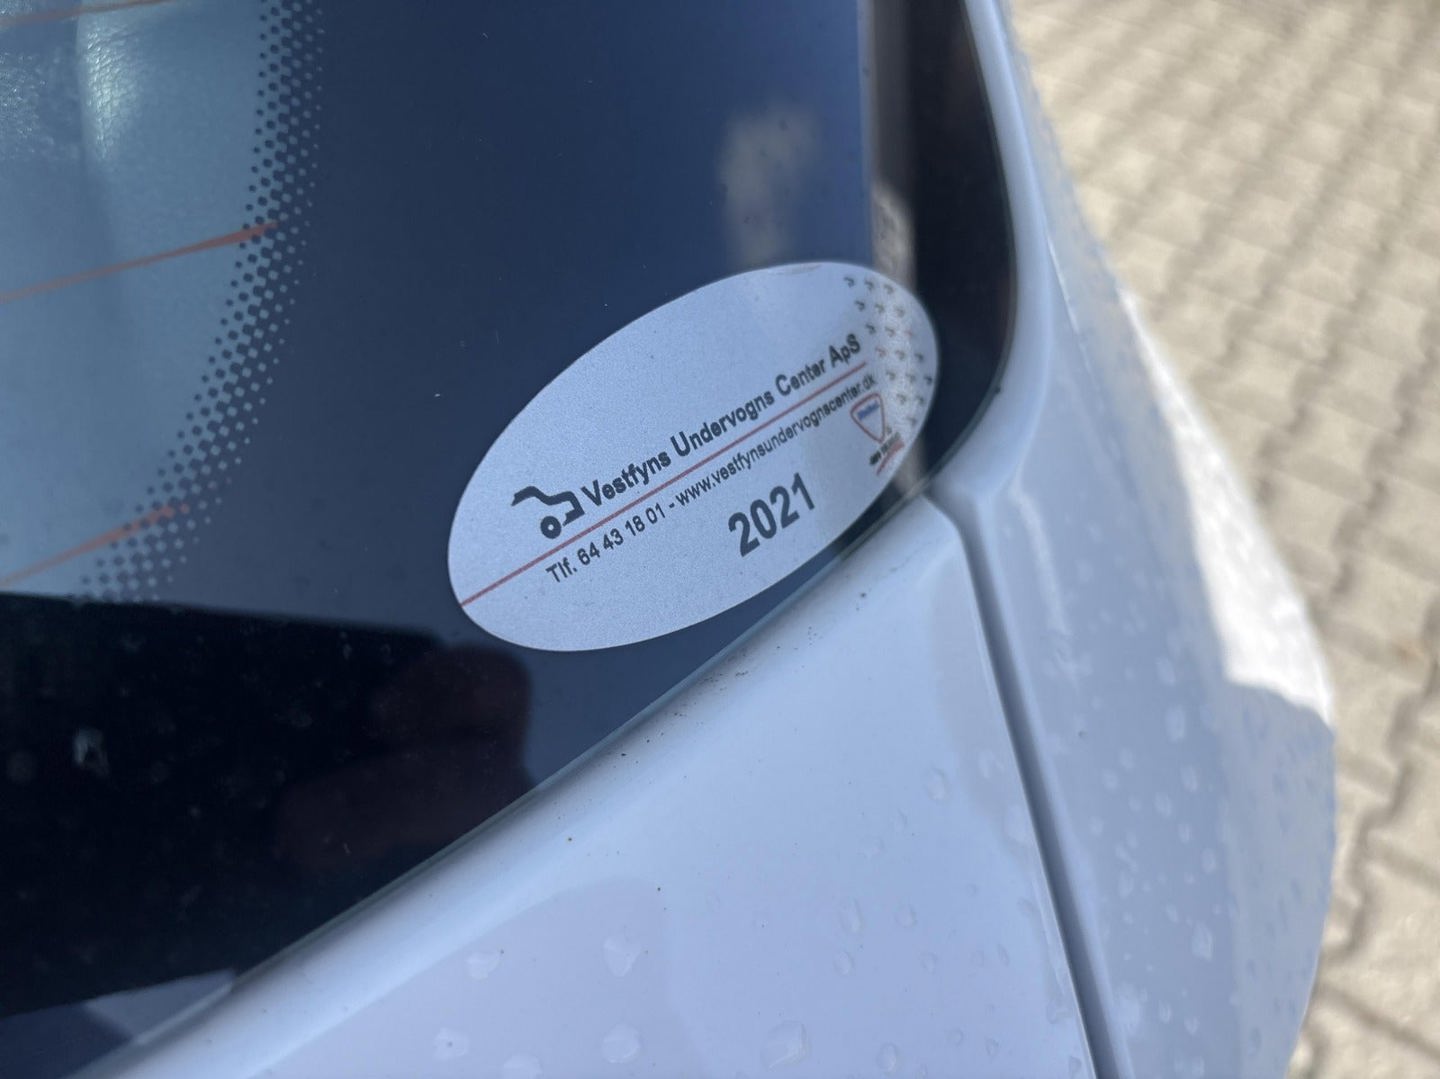 Vestfyns Undervogns Center ApS
Tlf. 64 43 18 01 - www.vestfynsundervognscenter.dk
2021